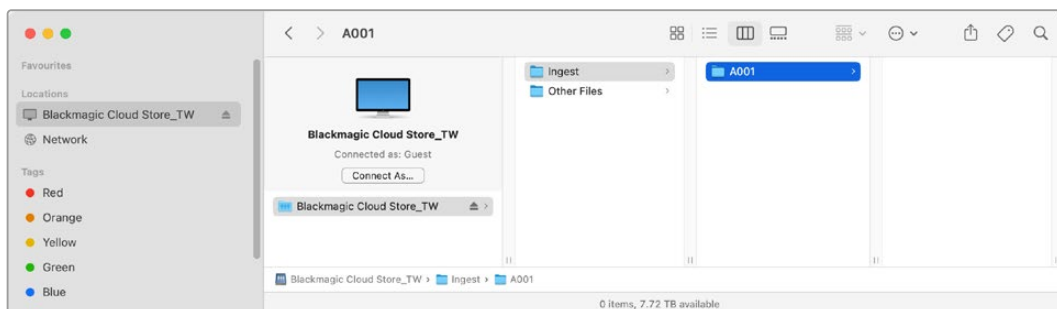 A001
Favourites
Locations
Blackmagic Cloud Store_TW
Network
Tags
Red
Orange
Yellow
Green
Blue
Blackmagic Cloud Store_TW
Connected as: Guest
Connect As...
Blackmagic Cloud Store_TW
Ingest
Other Files
A001
Blackmagic Cloud Store_TW › Ingest › A001
0 items, 7.72 TB available